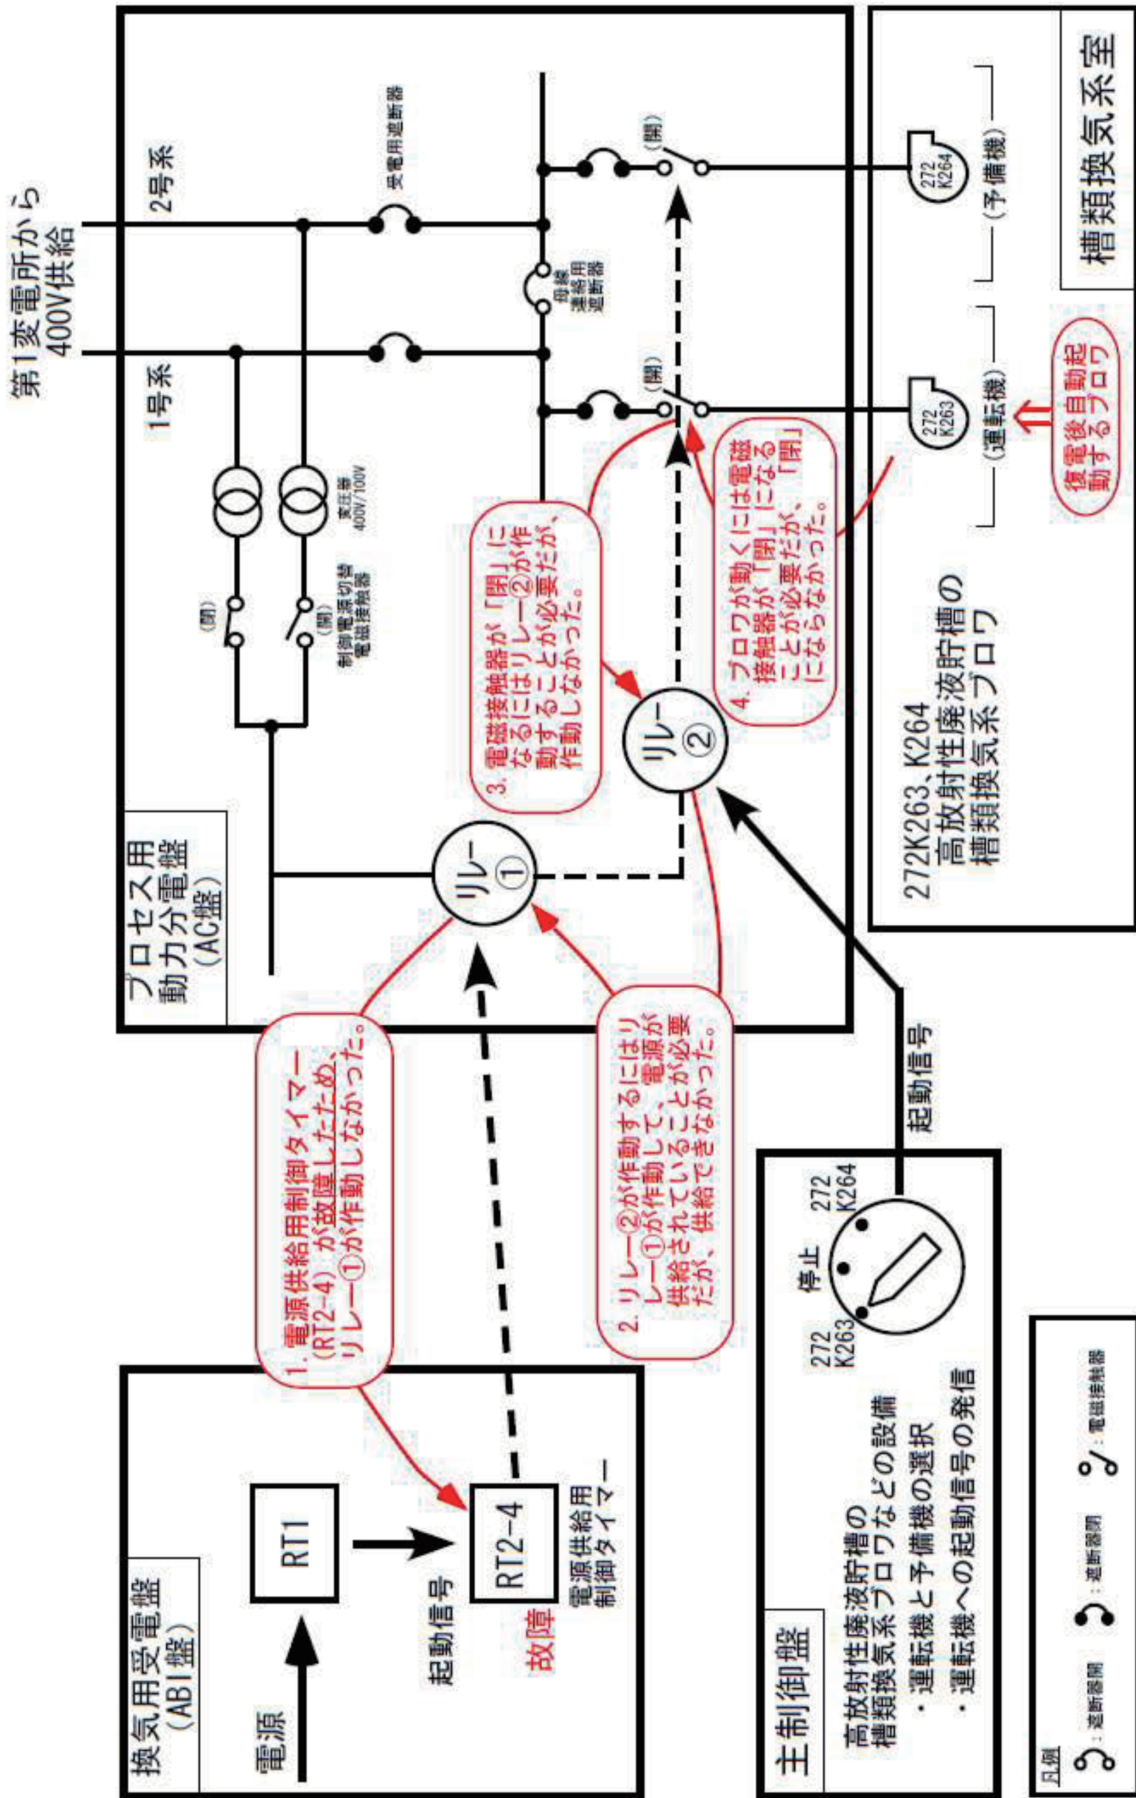 第1変電所から
400V供給
1号系
2号系
プロセス用
動力分電盤
(AC盤)
(閉)
(開)
制御電源切替
電磁接触器
変圧器
400V/100V
受電用遮断器
母線
連絡用
遮断器
(開)
(開)
リレー
①
リレー
②
換気用受電盤
(ABI盤)
電源
RT1
起動信号
RT2-4
故障
電源供給用
制御タイマー
1. 電源供給用制御タイマー
(RT2-4) が故障したため、
リレー①が作動しなかった。
2. リレー②が作動するにはリ
レー①が作動して、電源が
供給されていることが必要
だが、供給できなかった。
3. 電磁接触器が「閉」に
なるにはリレー②が作
動することが必要だが、
作動しなかった。
4. ブロワが動くには電磁
接触器が「閉」になる
ことが必要だが、「閉」
にならなかった。
主制御盤
高放射性廃液貯槽の
槽類換気系ブロワなどの設備
・運転機と予備機の選択
・運転機への起動信号の発信
272
K263
停止
272
K264
起動信号
272K263、K264
高放射性廃液貯槽の
槽類換気系ブロワ
272
K263
(運転機)
復電後自動起
動するブロワ
272
K264
(予備機)
槽類換気系室
凡例
:遮断器開
:遮断器閉
:電磁接触器